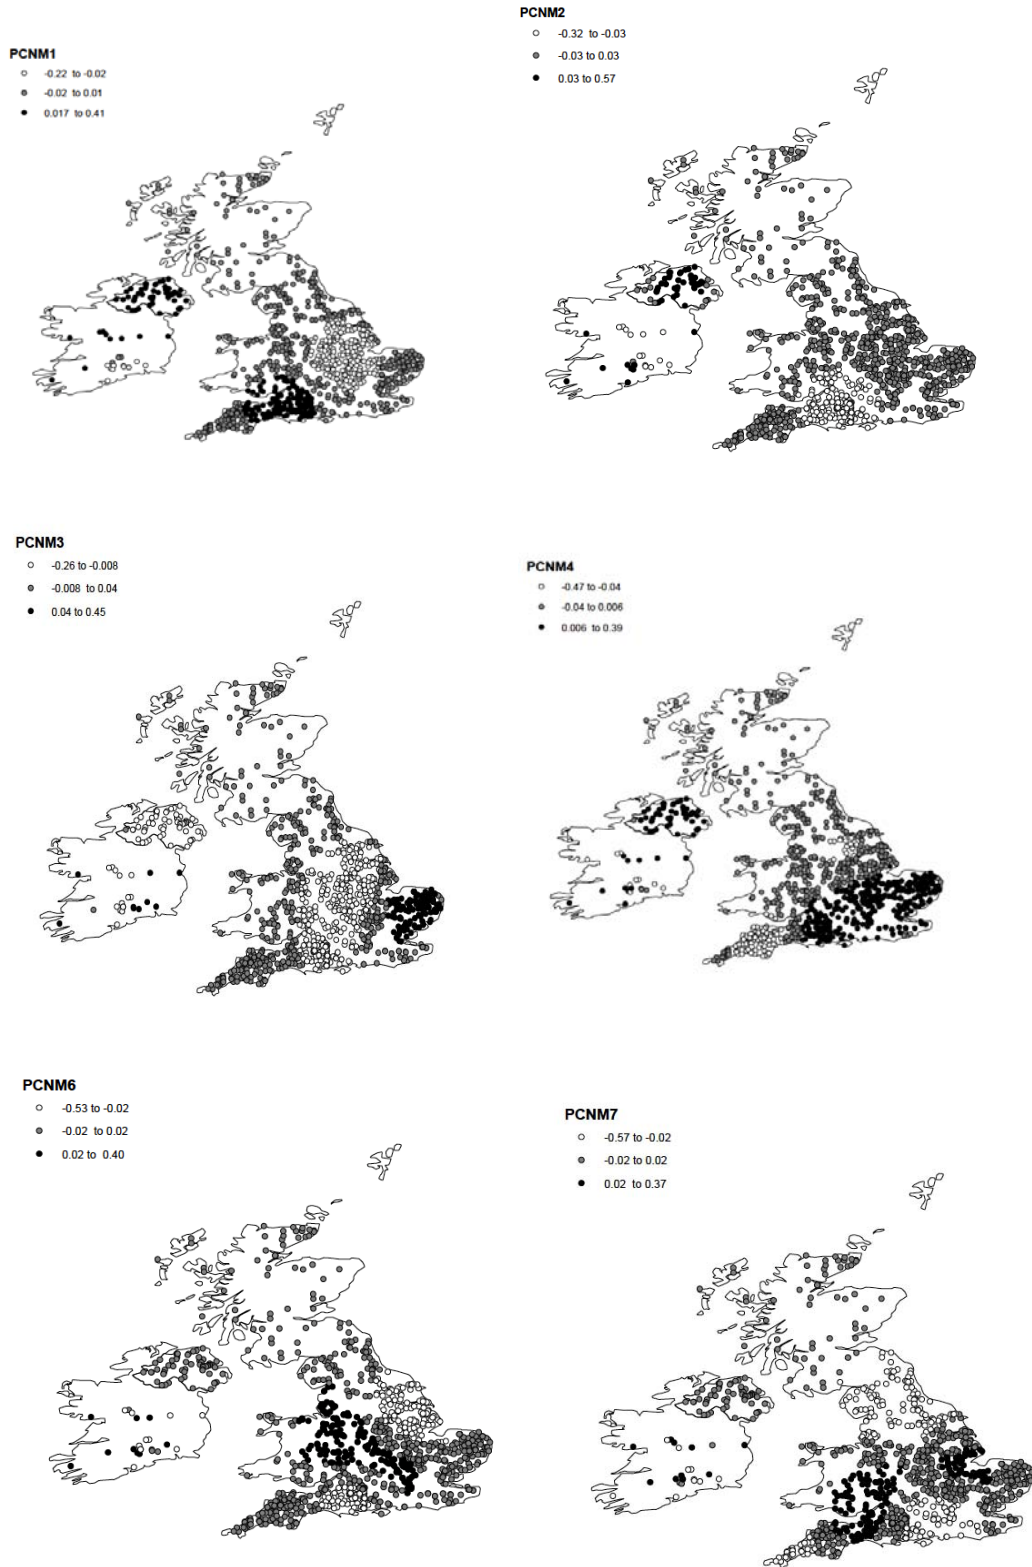 PCNM2
-0.32 to -0.03
-0.03 to 0.03
0.03 to 0.57
PCNM1
-0.22 to -0.02
-0.02 to 0.01
0.017 to 0.41
PCNM3
-0.26 to -0.008
-0.008 to 0.04
0.04 to 0.45
PCNM4
-0.47 to -0.04
-0.04 to 0.006
0.006 to 0.39
PCNM6
-0.53 to -0.02
-0.02 to 0.02
0.02 to 0.40
PCNM7
-0.57 to -0.02
-0.02 to 0.02
0.02 to 0.37